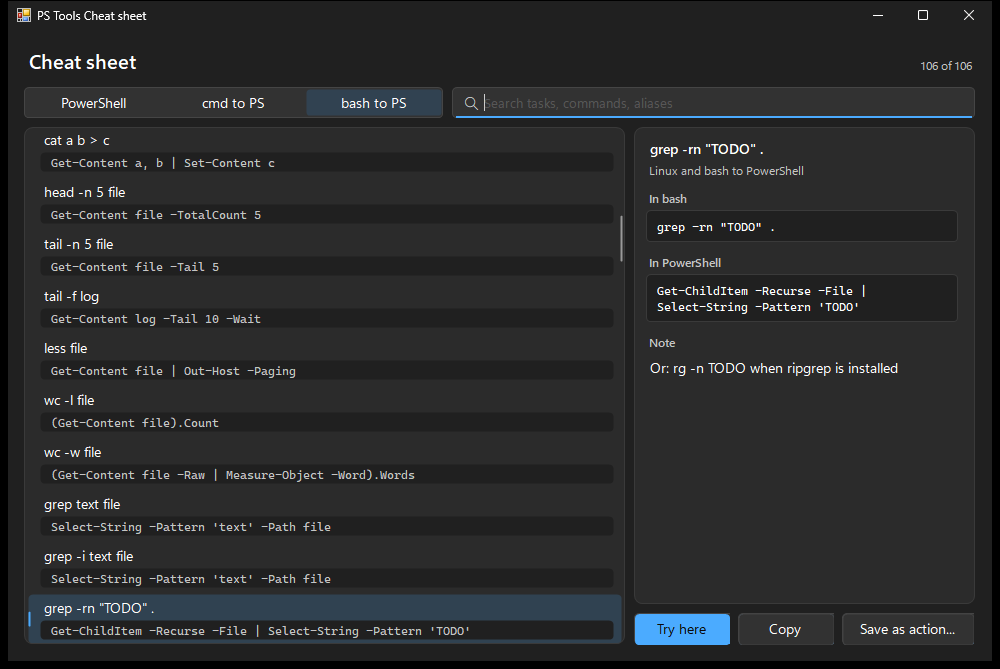 PS Tools Cheat sheet
Cheat sheet
106 of 106
PowerShell
cmd to PS
bash to PS
Search tasks, commands, aliases
cat a b > c
Get-Content a, b | Set-Content c
head -n 5 file
Get-Content file -TotalCount 5
tail -n 5 file
Get-Content file -Tail 5
tail -f log
Get-Content log -Tail 10 -Wait
less file
Get-Content file | Out-Host -Paging
wc -l file
(Get-Content file).Count
wc -w file
(Get-Content file -Raw | Measure-Object -Word).Words
grep text file
Select-String -Pattern 'text' -Path file
grep -i text file
Select-String -Pattern 'text' -Path file
grep -rn "TODO" .
Get-ChildItem -Recurse -File | Select-String -Pattern 'TODO'
grep -rn "TODO" .
Linux and bash to PowerShell
In bash
grep -rn "TODO" .
In PowerShell
Get-ChildItem -Recurse -File |
Select-String -Pattern 'TODO'
Note
Or: rg -n TODO when ripgrep is installed
Try here
Copy
Save as action...